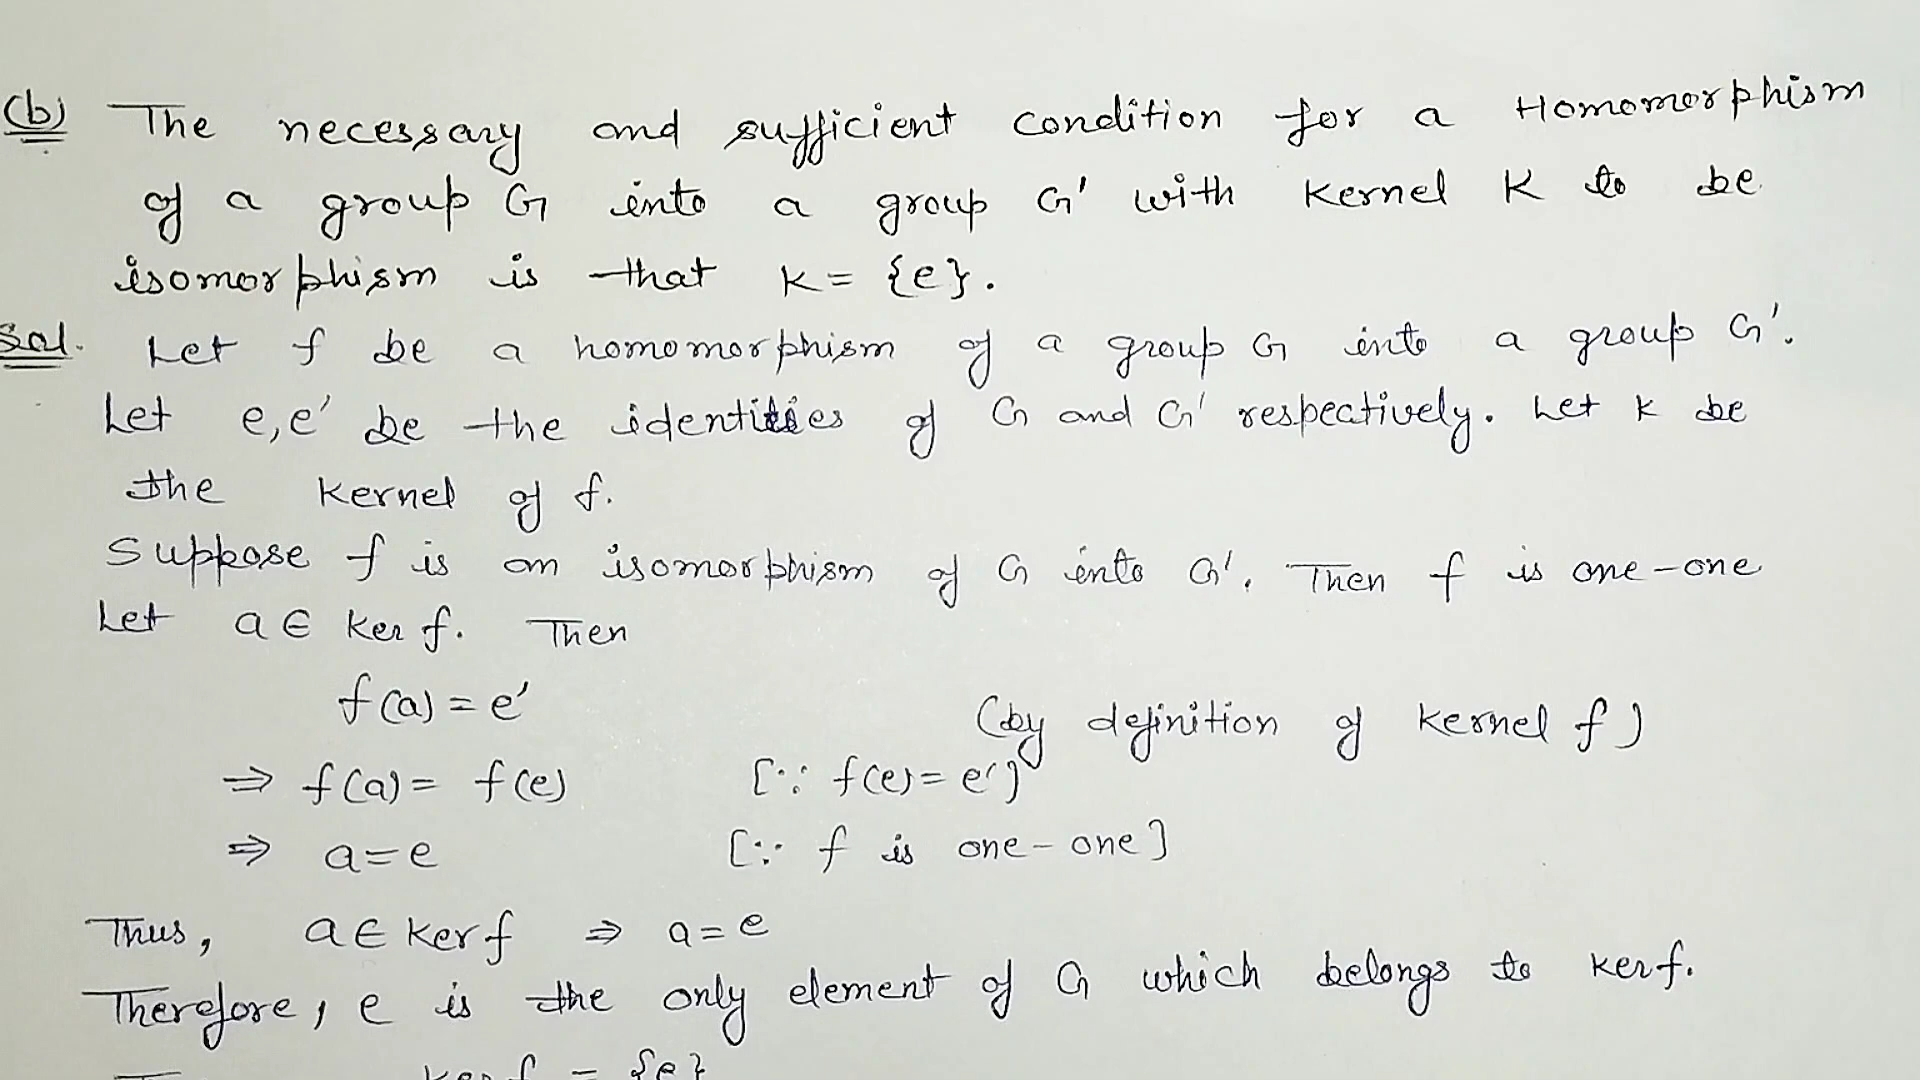 (b) The necessary and sufficient condition for a Homomorphism
of a group G into a group G' with Kernel K to be
isomorphism is that K = {e}.
Sol. Let f be a homomorphism of a group G into a group G'.
Let e, e' be the identities of G and G' respectively. Let K be
the Kernel of f.
Suppose f is an isomorphism of G into G'. Then f is one-one
Let a ∈ Ker f. Then
f(a) = e' (by definition of Kernel f)
⇒ f(a) = f(e) [∵ f(e) = e']
⇒ a = e [∵ f is one-one]
Thus, a ∈ Ker f ⇒ a = e
Therefore, e is the only element of G which belongs to Ker f.
Ker f = {e}